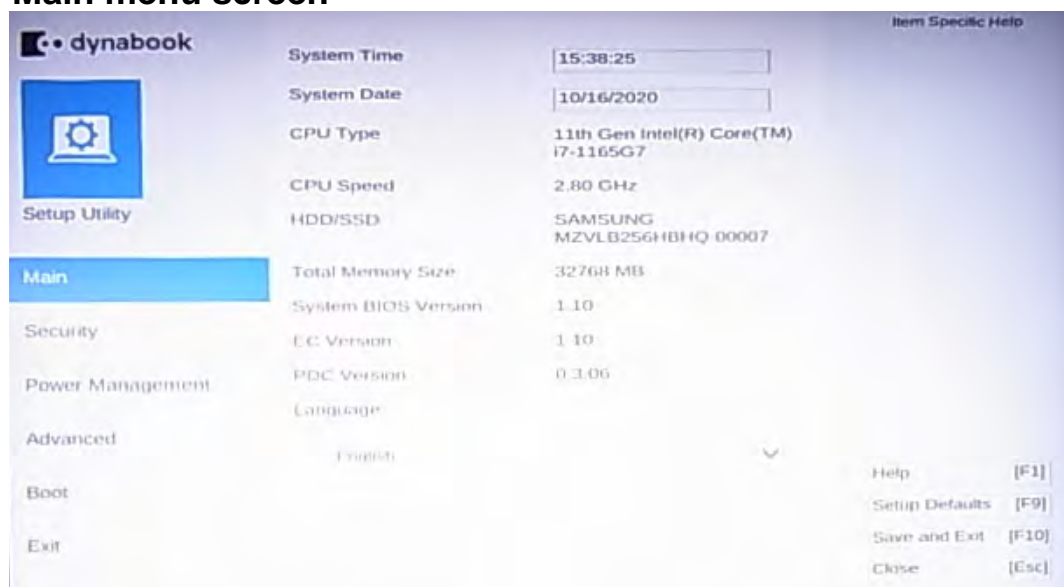 Main menu screen
dynabook
Setup Utility
Main
Security
Power Management
Advanced
Boot
Exit
System Time 15:38:25
System Date 10/16/2020
CPU Type 11th Gen Intel(R) Core(TM)
i7-1165G7
CPU Speed 2.80 GHz
HDD/SSD SAMSUNG
MZVLB256HBHQ-00007
Total Memory Size 32768 MB
System BIOS Version 1.10
EC Version 1.10
PDC Version 0.3.06
Language
English
Item Specific Help
Help [F1]
Setup Defaults [F9]
Save and Exit [F10]
Close [Esc]